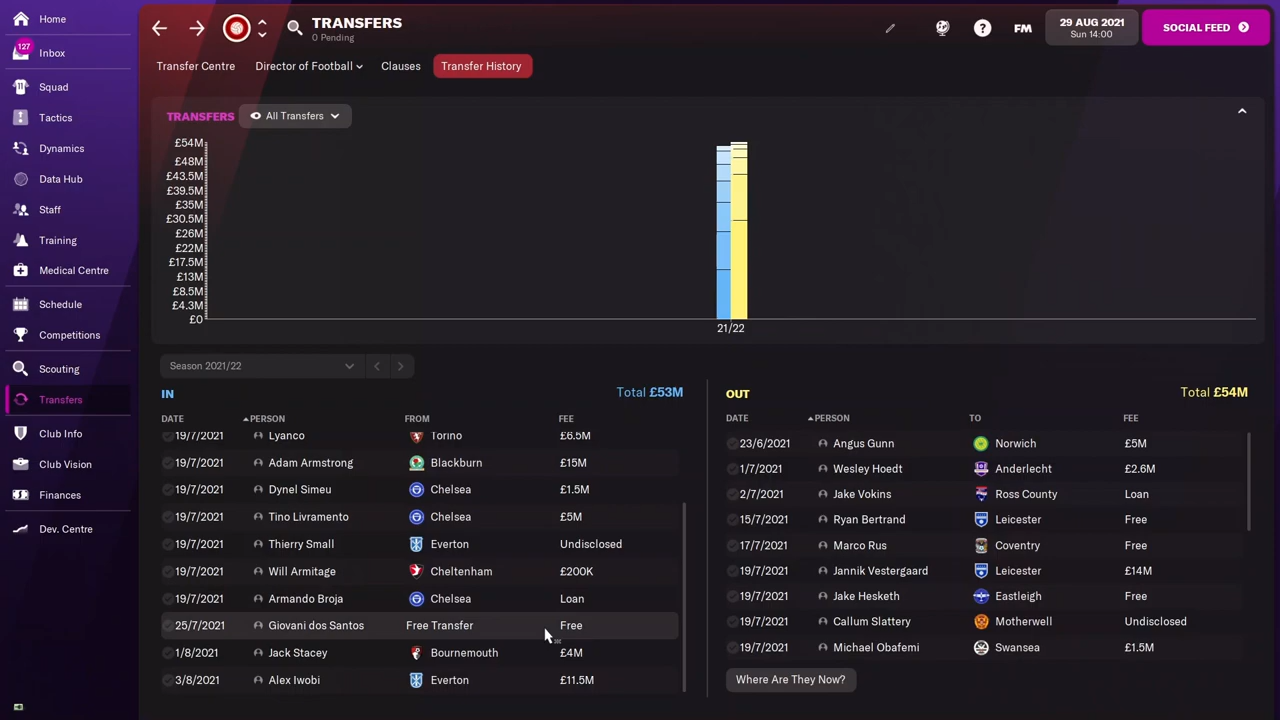 Home
TRANSFERS
0 Pending
29 AUG 2021
Sun 14:00
SOCIAL FEED
FM
127
Inbox
Transfer Centre
Director of Football
Clauses
Transfer History
Squad
Tactics
Dynamics
Data Hub
Staff
Training
Medical Centre
Schedule
Competitions
Scouting
Transfers
Club Info
Club Vision
Finances
Dev. Centre
TRANSFERS
All Transfers
£54M
£48M
£43.5M
£39.5M
£35M
£30.5M
£26M
£22M
£17.5M
£13M
£8.5M
£4.3M
£0
21/22
Season 2021/22
IN
Total £53M
DATE PERSON FROM FEE
19/7/2021 Lyanco Torino £6.5M
19/7/2021 Adam Armstrong Blackburn £15M
19/7/2021 Dynel Simeu Chelsea £1.5M
19/7/2021 Tino Livramento Chelsea £5M
19/7/2021 Thierry Small Everton Undisclosed
19/7/2021 Will Armitage Cheltenham £200K
19/7/2021 Armando Broja Chelsea Loan
25/7/2021 Giovani dos Santos Free Transfer Free
1/8/2021 Jack Stacey Bournemouth £4M
3/8/2021 Alex Iwobi Everton £11.5M
OUT
Total £54M
DATE PERSON TO FEE
23/6/2021 Angus Gunn Norwich £5M
1/7/2021 Wesley Hoedt Anderlecht £2.6M
2/7/2021 Jake Vokins Ross County Loan
15/7/2021 Ryan Bertrand Leicester Free
17/7/2021 Marco Rus Coventry Free
19/7/2021 Jannik Vestergaard Leicester £14M
19/7/2021 Jake Hesketh Eastleigh Free
19/7/2021 Callum Slattery Motherwell Undisclosed
19/7/2021 Michael Obafemi Swansea £1.5M
Where Are They Now?